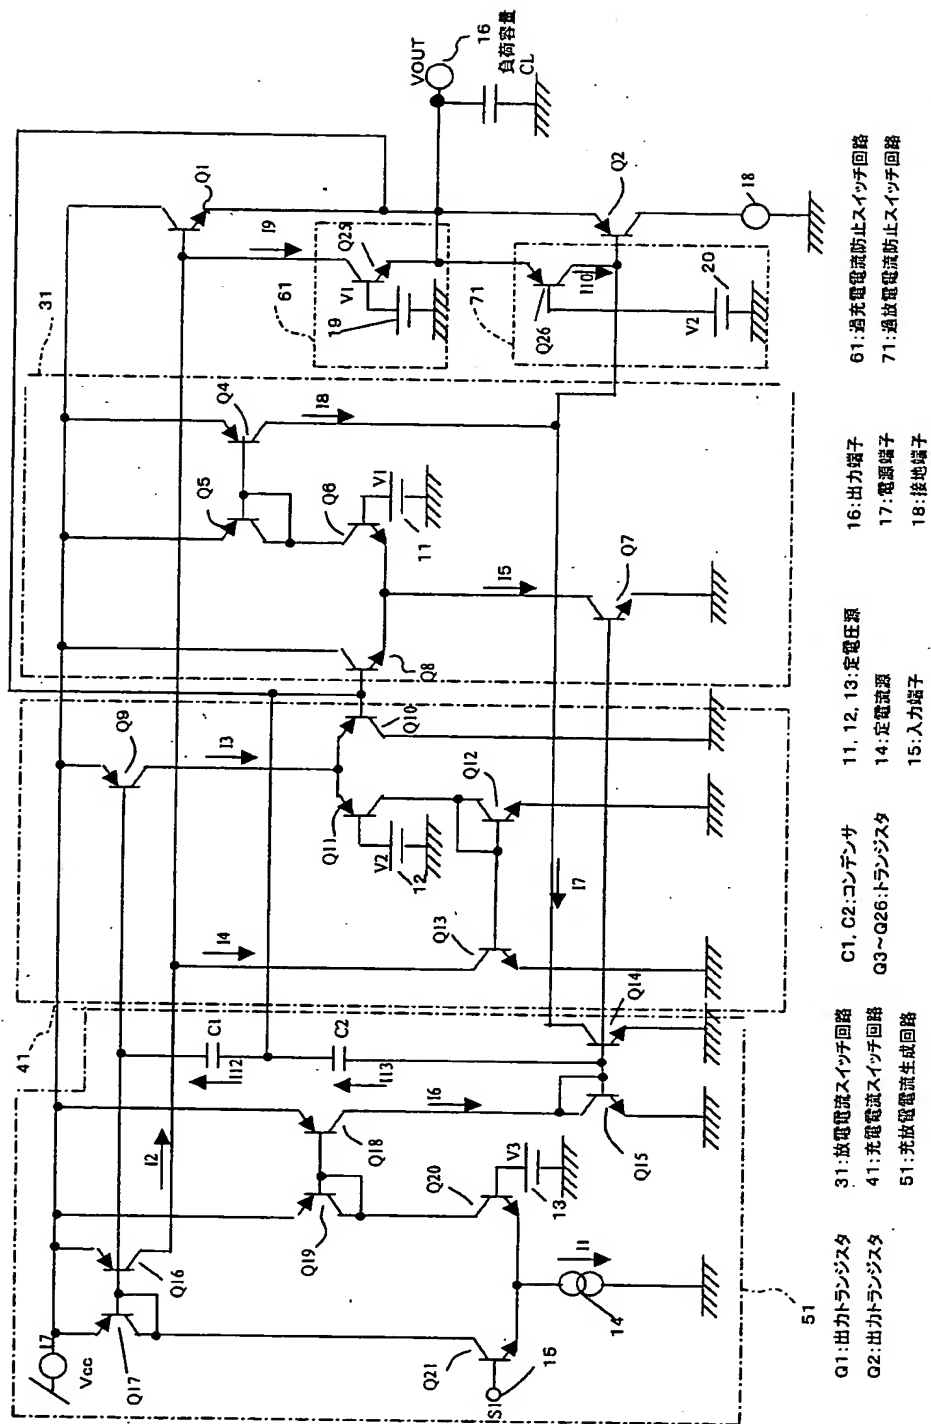 31
Q1
VOUT
16
負荷容量
CL
I9
61
Q25
V1
19
Q2
71
Q26
I10
20
V2
18
Q4
Q5
I8
Q6
V1
11
Q8
I5
Q7
41
Q9
I3
Q10
Q11
V2
12
Q12
I7
I4
Q13
Q14
C1
C2
I12
I13
I2
I6
Q18
Q19
Q20
V3
13
Q15
17
Vcc
Q16
Q17
Q21
S1
15
I1
14
51
Q1:出力トランジスタ
Q2:出力トランジスタ
31:放電電流スイッチ回路
41:充電電流スイッチ回路
51:充放電電流生成回路
C1, C2:コンデンサ
Q3~Q26:トランジスタ
11, 12, 13:定電圧源
14:定電流源
15:入力端子
16:出力端子
17:電源端子
18:接地端子
61:過充電電流防止スイッチ回路
71:過放電電流防止スイッチ回路